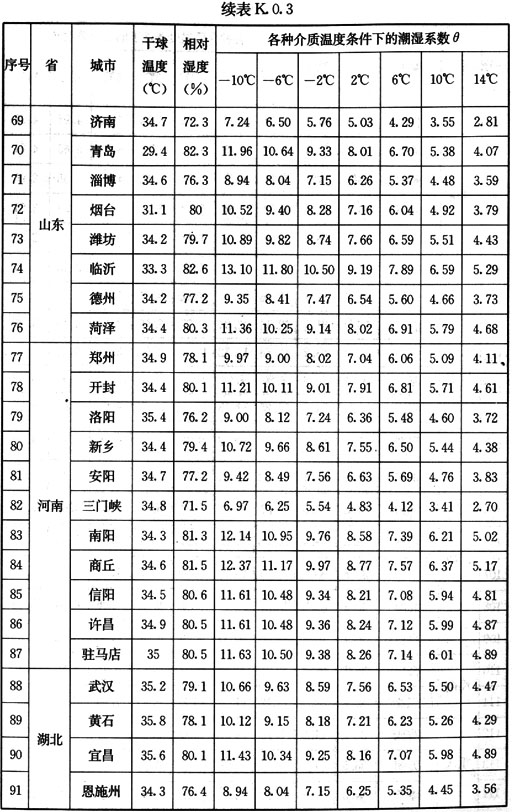 续表K.0.3
序号 省 城市 干球温度(℃) 相对湿度(%) 各种介质温度条件下的潮湿系数θ
−10℃ −6℃ −2℃ 2℃ 6℃ 10℃ 14℃
69 山东 济南 34.7 72.3 7.24 6.50 5.76 5.03 4.29 3.55 2.81
70 青岛 29.4 82.3 11.96 10.64 9.33 8.01 6.70 5.38 4.07
71 淄博 34.6 76.3 8.94 8.04 7.15 6.26 5.37 4.48 3.59
72 烟台 31.1 80 10.52 9.40 8.28 7.16 6.04 4.92 3.79
73 潍坊 34.2 79.7 10.89 9.82 8.74 7.66 6.59 5.51 4.43
74 临沂 33.3 82.6 13.10 11.80 10.50 9.19 7.89 6.59 5.29
75 德州 34.2 77.2 9.35 8.41 7.47 6.54 5.60 4.66 3.73
76 菏泽 34.4 80.3 11.36 10.25 9.14 8.02 6.91 5.79 4.68
77 河南 郑州 34.9 78.1 9.97 9.00 8.02 7.04 6.06 5.09 4.11
78 开封 34.4 80.1 11.21 10.11 9.01 7.91 6.81 5.71 4.61
79 洛阳 35.4 76.2 9.00 8.12 7.24 6.36 5.48 4.60 3.72
80 新乡 34.4 79.4 10.72 9.66 8.61 7.55 6.50 5.44 4.38
81 安阳 34.7 77.2 9.42 8.49 7.56 6.63 5.69 4.76 3.83
82 三门峡 34.8 71.5 6.97 6.25 5.54 4.83 4.12 3.41 2.70
83 南阳 34.3 81.3 12.14 10.95 9.76 8.58 7.39 6.21 5.02
84 商丘 34.6 81.5 12.37 11.17 9.97 8.77 7.57 6.37 5.17
85 信阳 34.5 80.6 11.61 10.48 9.34 8.21 7.08 5.94 4.81
86 许昌 34.9 80.5 11.61 10.48 9.36 8.24 7.12 5.99 4.87
87 驻马店 35 80.5 11.63 10.50 9.38 8.26 7.14 6.01 4.89
88 湖北 武汉 35.2 79.1 10.66 9.63 8.59 7.56 6.53 5.50 4.47
89 黄石 35.8 78.1 10.12 9.15 8.18 7.21 6.23 5.26 4.29
90 宜昌 35.6 80.1 11.43 10.34 9.25 8.16 7.07 5.98 4.89
91 恩施州 34.3 76.4 8.94 8.04 7.15 6.25 5.35 4.45 3.56